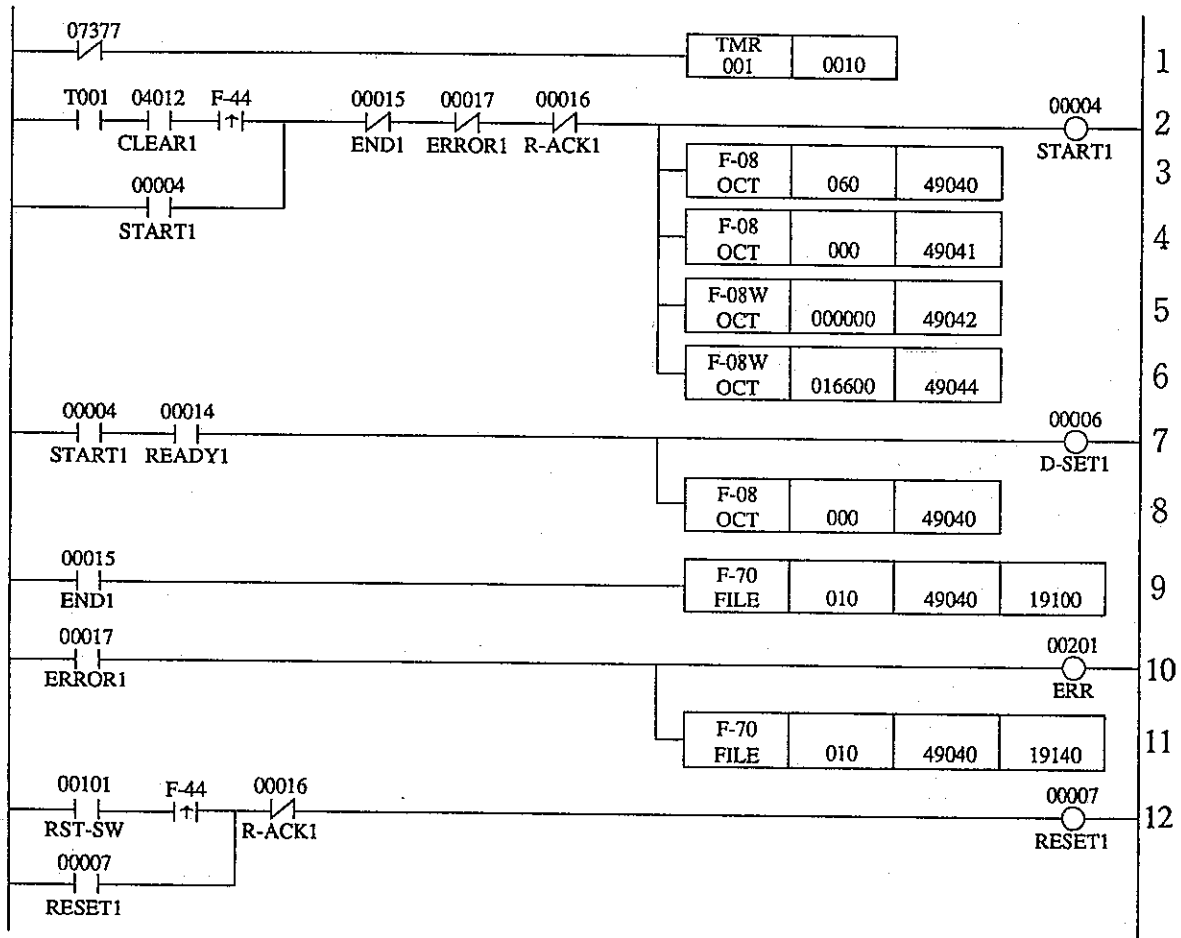 07377
TMR
001 0010
1
T001 04012 F-44 00015 00017 00016 00004
CLEAR1 END1 ERROR1 R-ACK1 START1
2
F-08
OCT 060 49040
3
00004
START1
F-08
OCT 000 49041
4
F-08W
OCT 000000 49042
5
F-08W
OCT 016600 49044
6
00004 00014 00006
START1 READY1 D-SET1
7
F-08
OCT 000 49040
8
00015
END1
F-70
FILE 010 49040 19100
9
00017 00201
ERROR1 ERR
10
F-70
FILE 010 49040 19140
11
00101 F-44 00016 00007
RST-SW R-ACK1 RESET1
12
00007
RESET1